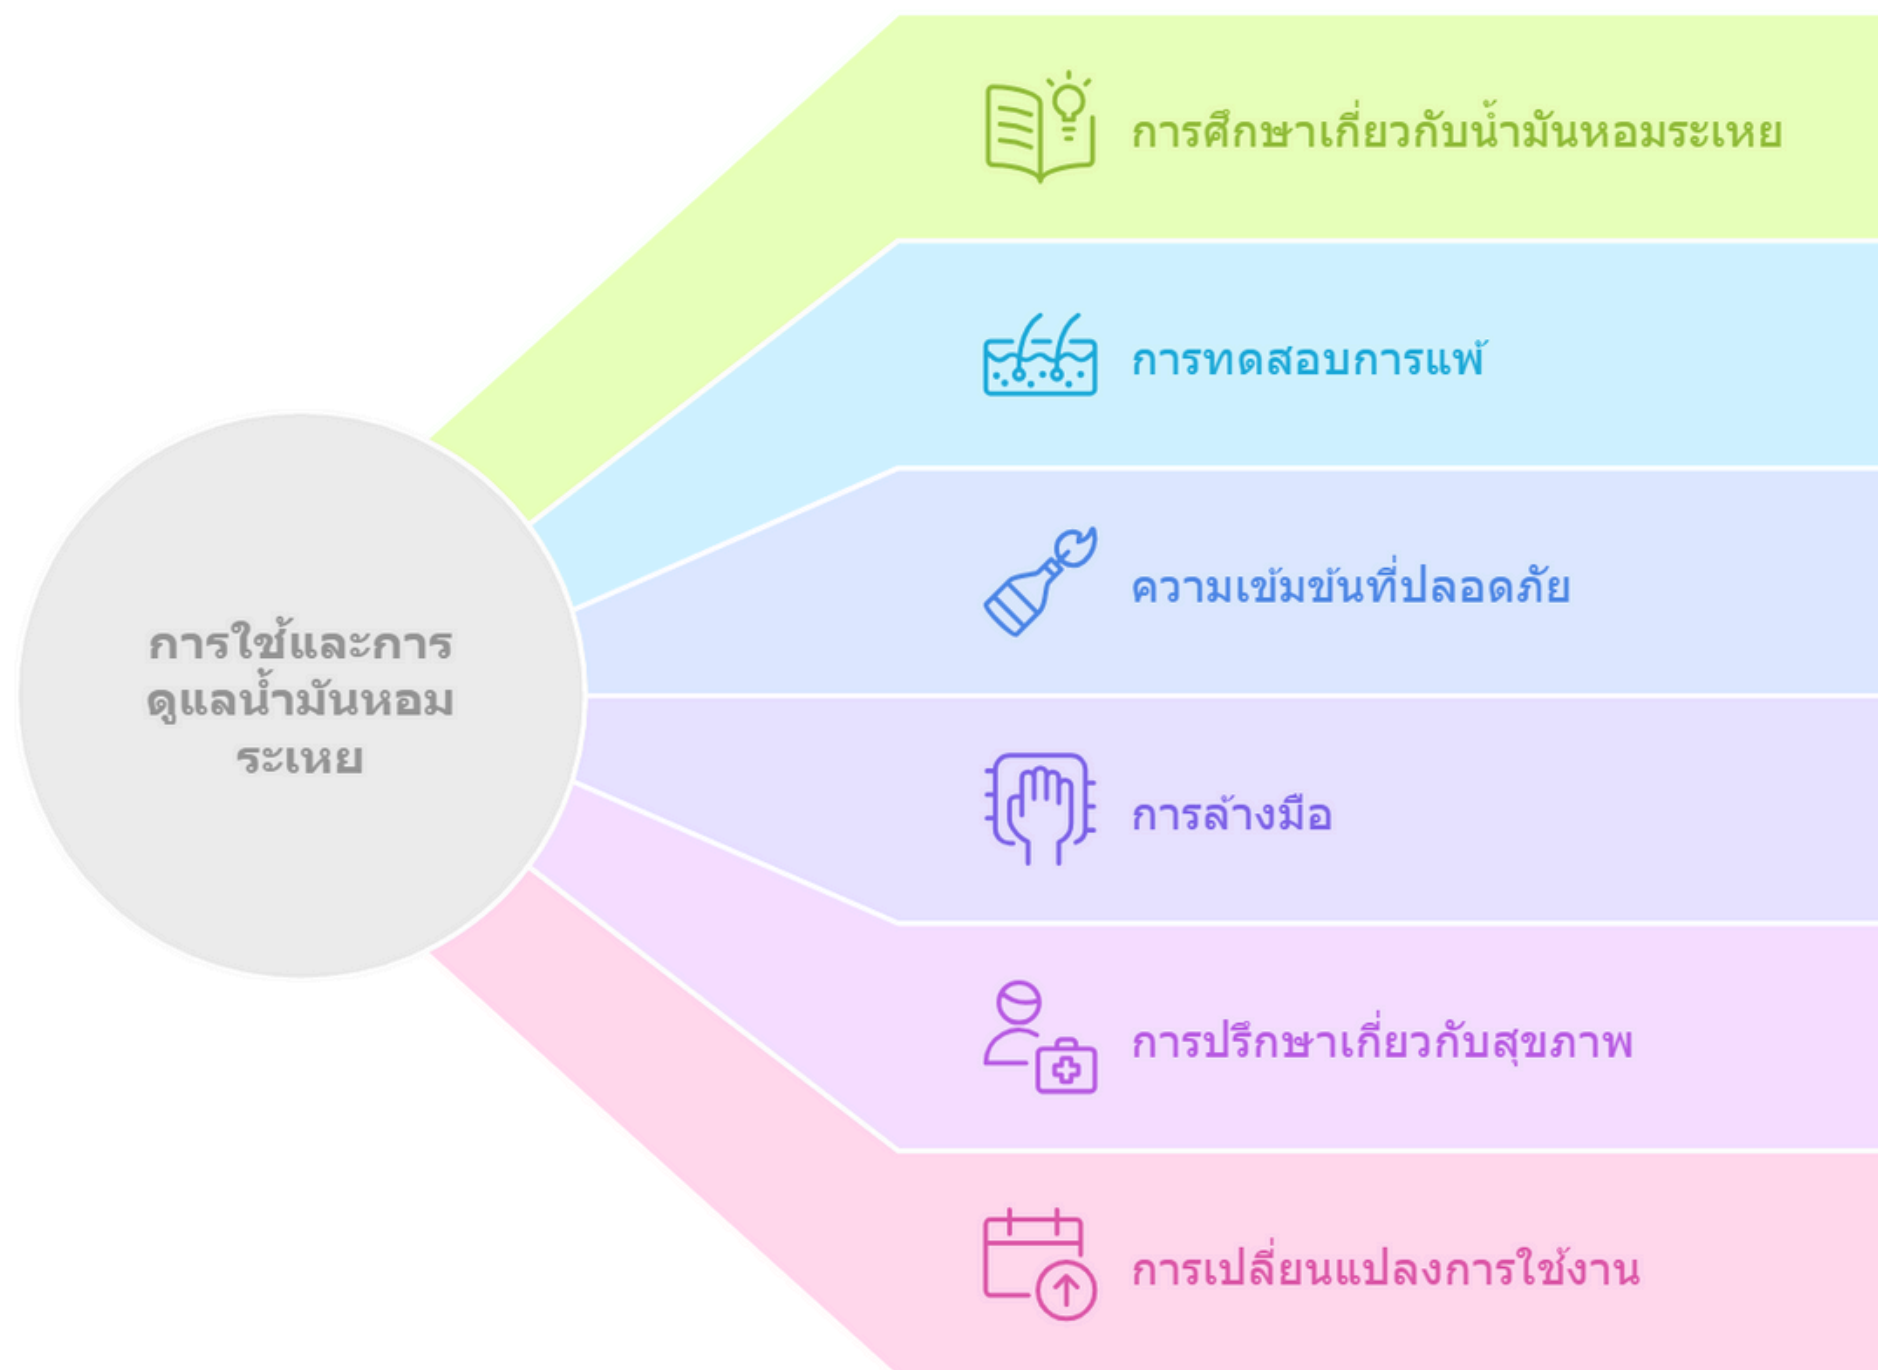 การศึกษาเกี่ยวกับน้ำมันหอมระเหย
การทดสอบการแพ้
ความเข้มข้นที่ปลอดภัย
การใช้และการ
ดูแลน้ำมันหอม
ระเหย
การล้างมือ
การปรึกษาเกี่ยวกับสุขภาพ
การเปลี่ยนแปลงการใช้งาน